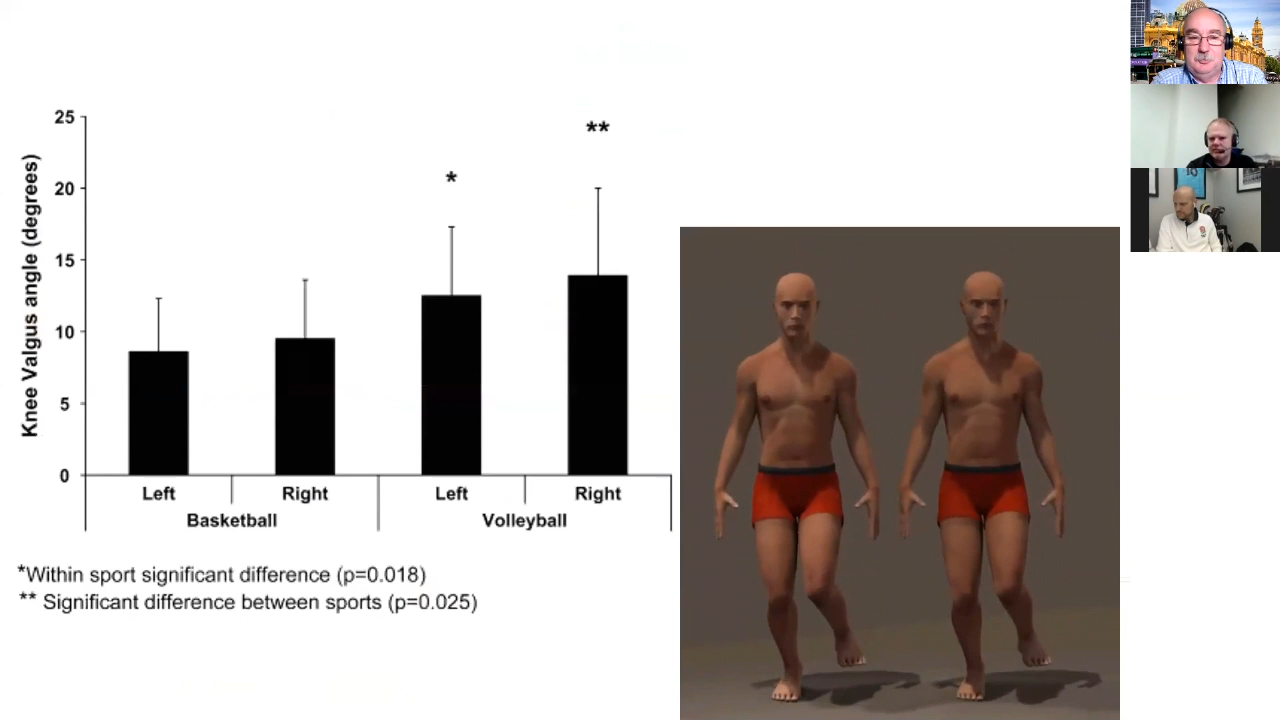 25
20
15
10
5
0
Knee Valgus angle (degrees)
*
**
Left
Right
Left
Right
Basketball
Volleyball
*Within sport significant difference (p=0.018)
** Significant difference between sports (p=0.025)